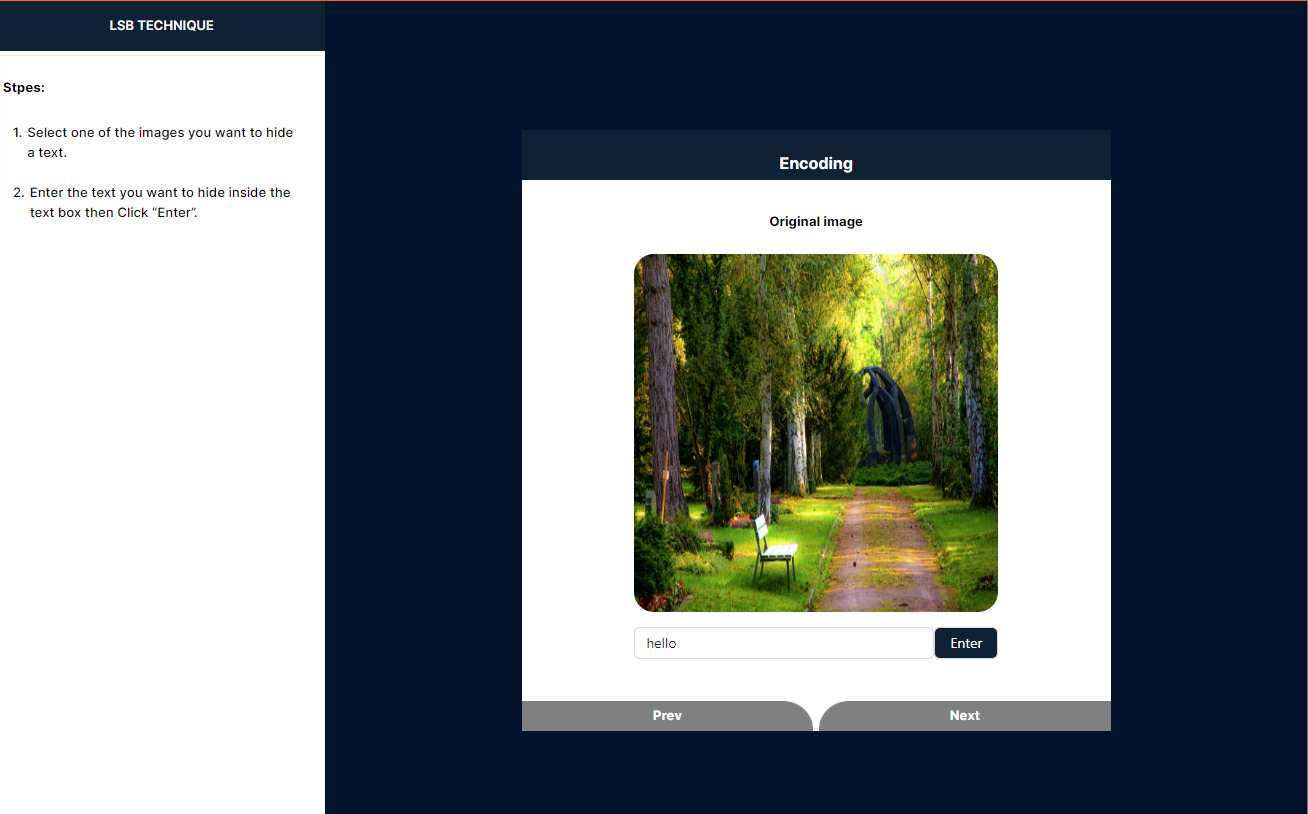 LSB TECHNIQUE
Stpes:
1. Select one of the images you want to hide
a text.
2. Enter the text you want to hide inside the
text box then Click “Enter”.
Encoding
Original image
hello
Enter
Prev
Next